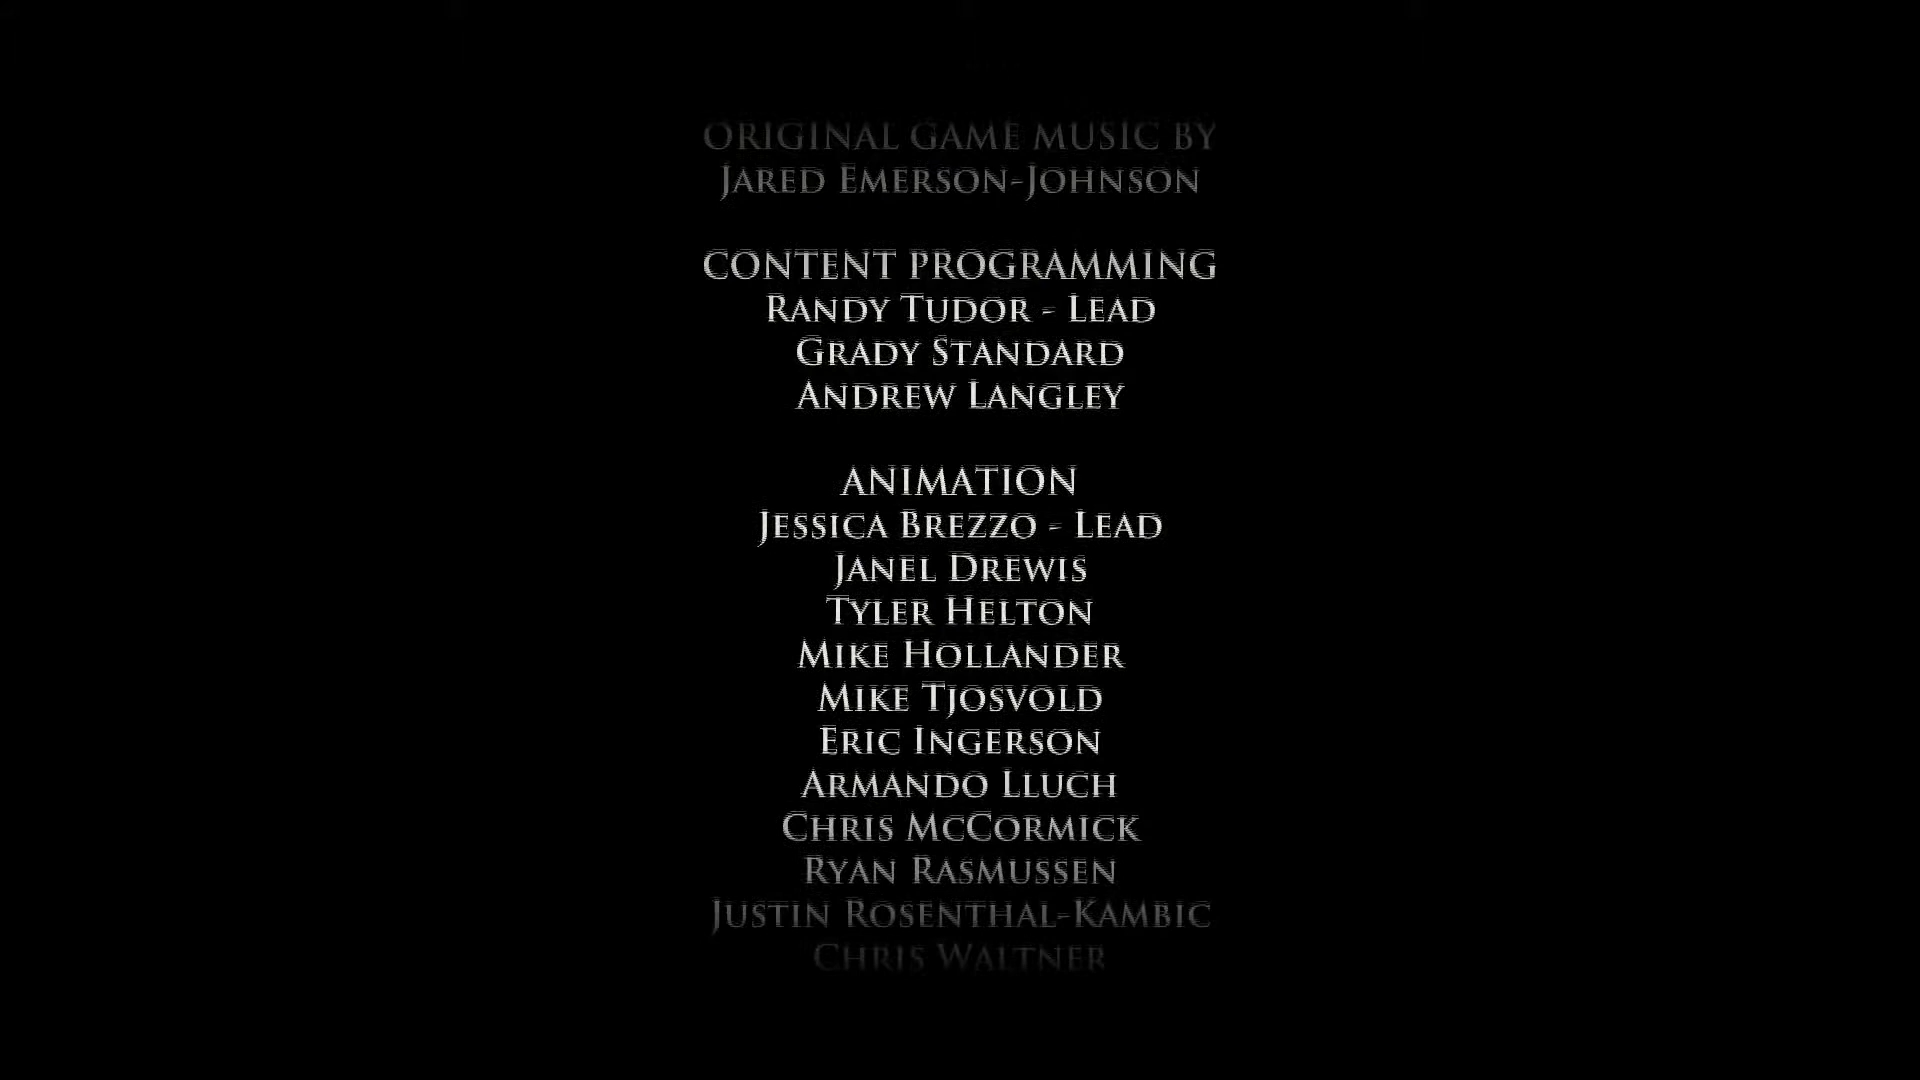 ORIGINAL GAME MUSIC BY
JARED EMERSON-JOHNSON
CONTENT PROGRAMMING
RANDY TUDOR - LEAD
GRADY STANDARD
ANDREW LANGLEY
ANIMATION
JESSICA BREZZO - LEAD
JANEL DREWIS
TYLER HELTON
MIKE HOLLANDER
MIKE TJOSVOLD
ERIC INGERSON
ARMANDO LLUCH
CHRIS MCCORMICK
RYAN RASMUSSEN
JUSTIN ROSENTHAL-KAMBIC
CHRIS WALTNER